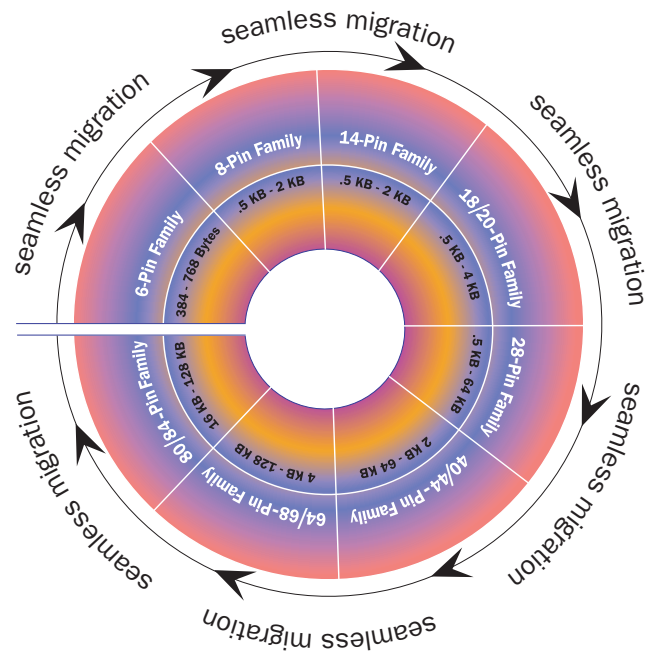 seamless migration
seamless migration
seamless migration
seamless migration
seamless migration
seamless migration
seamless migration
6-Pin Family
384 - 768 Bytes
8-Pin Family
.5 KB - 2 KB
14-Pin Family
.5 KB - 2 KB
18/20-Pin Family
.5 KB - 4 KB
28-Pin Family
.5 KB - 64 KB
40/44-Pin Family
2 KB - 64 KB
64/68-Pin Family
4 KB -128 KB
80/84-Pin Family
16 KB -128 KB